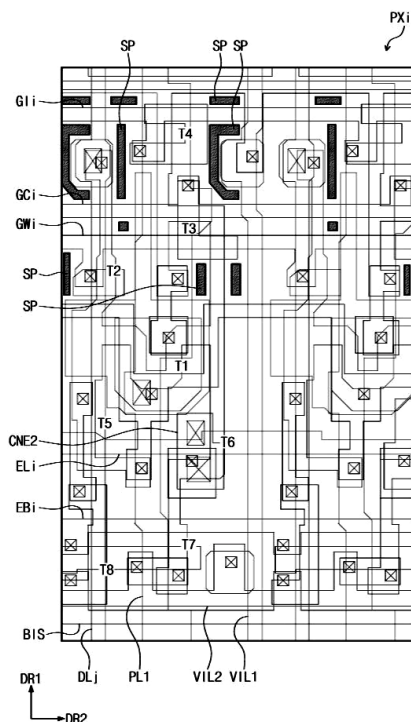 PXi
SP SP SP
GIi
T4
GCi
GWi
T3
T2
SP
SP
T1
T5
CNE2
T6
ELi
EBi
T7
T8
BIS
DLj PL1 VIL2 VIL1
DR1
DR2